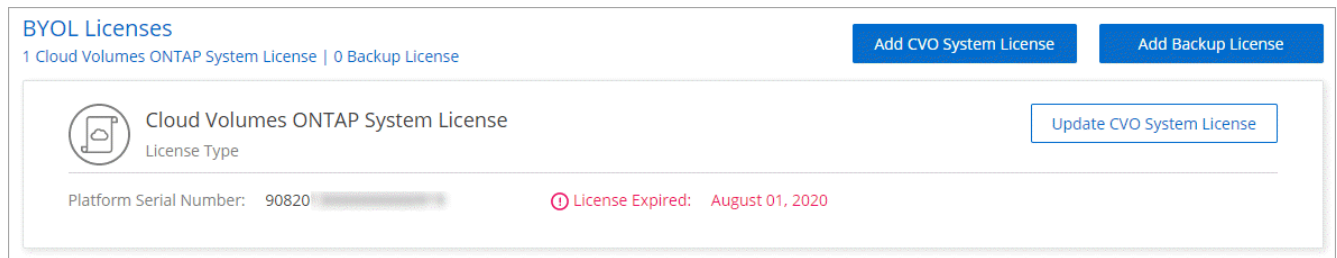 BYOL Licenses
1 Cloud Volumes ONTAP System License | 0 Backup License
Add CVO System License
Add Backup License
Cloud Volumes ONTAP System License
License Type
Update CVO System License
Platform Serial Number: 90820
License Expired: August 01, 2020